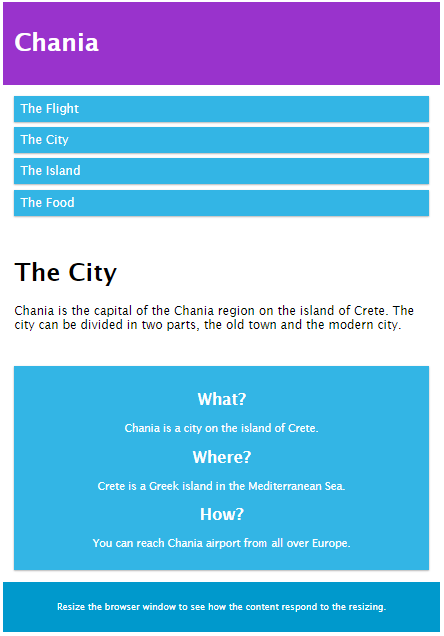 Chania
The Flight
The City
The Island
The Food
The City
Chania is the capital of the Chania region on the island of Crete. The
city can be divided in two parts, the old town and the modern city.
What?
Chania is a city on the island of Crete.
Where?
Crete is a Greek island in the Mediterranean Sea.
How?
You can reach Chania airport from all over Europe.
Resize the browser window to see how the content respond to the resizing.